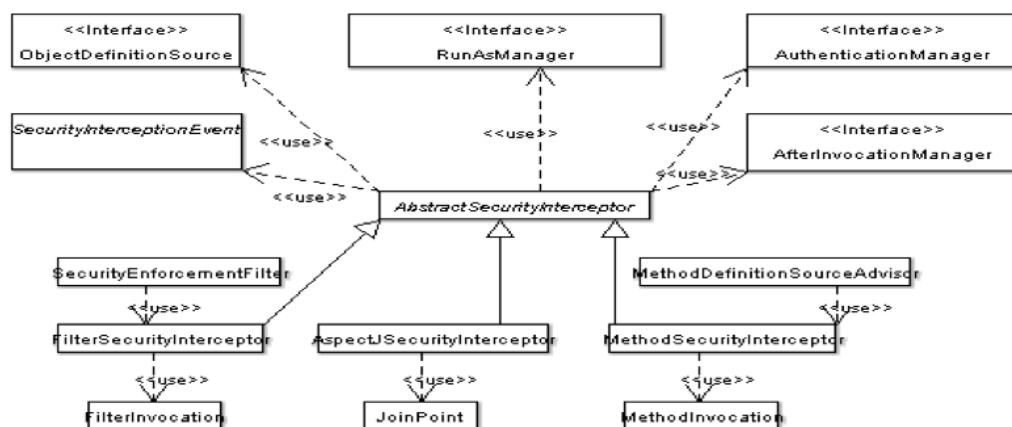 <<Interface>>
ObjectDefinitionSource
<<Interface>>
RunAsManager
<<Interface>>
AuthenticationManager
SecurityInterceptionEvent
<<use>>
<<use>>
<<use>>
<<Interface>>
AfterInvocationManager
<<use>>
<<use>>
AbstractSecurityInterceptor
SecurityEnforcementFilter
MethodDefinitionSourceAdvisor
<<use>>
<<use>>
FilterSecurityInterceptor
AspectJSecurityInterceptor
MethodSecurityInterceptor
<<use>>
<<use>>
<<use>>
FilterInvocation
JoinPoint
MethodInvocation